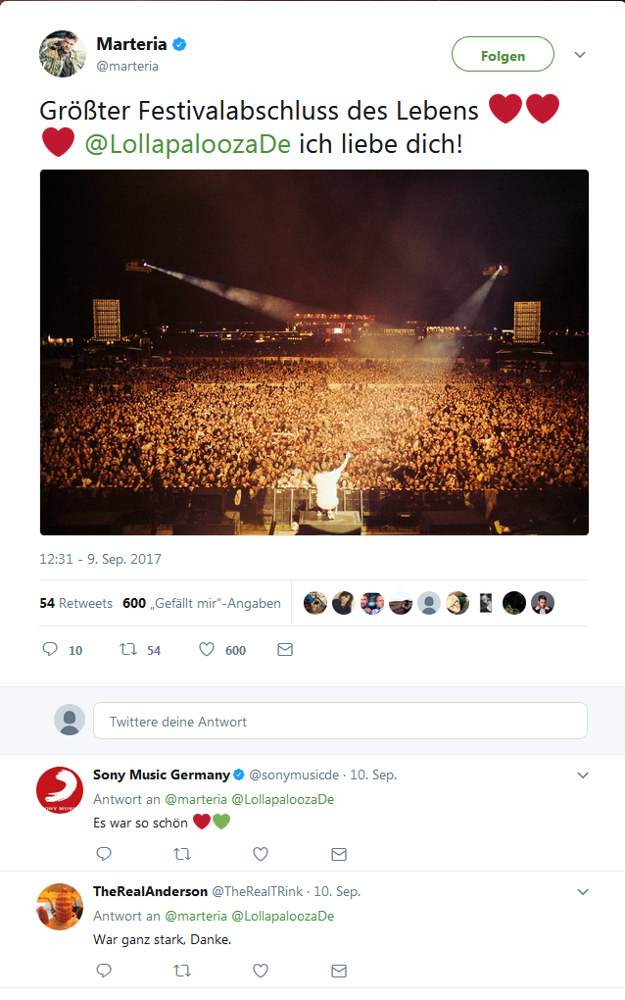 Marteria
@marteria
Folgen
Größter Festivalabschluss des Lebens ❤❤
❤ @LollapaloozaDe ich liebe dich!
12:31 - 9. Sep. 2017
54 Retweets 600 „Gefällt mir“-Angaben
10 54 600
Twittere deine Antwort
Sony Music Germany @sonymusicde · 10. Sep.
Antwort an @marteria @LollapaloozaDe
Es war so schön ❤💚
SONY MUSIC
TheRealAnderson @TheRealTRink · 10. Sep.
Antwort an @marteria @LollapaloozaDe
War ganz stark, Danke.